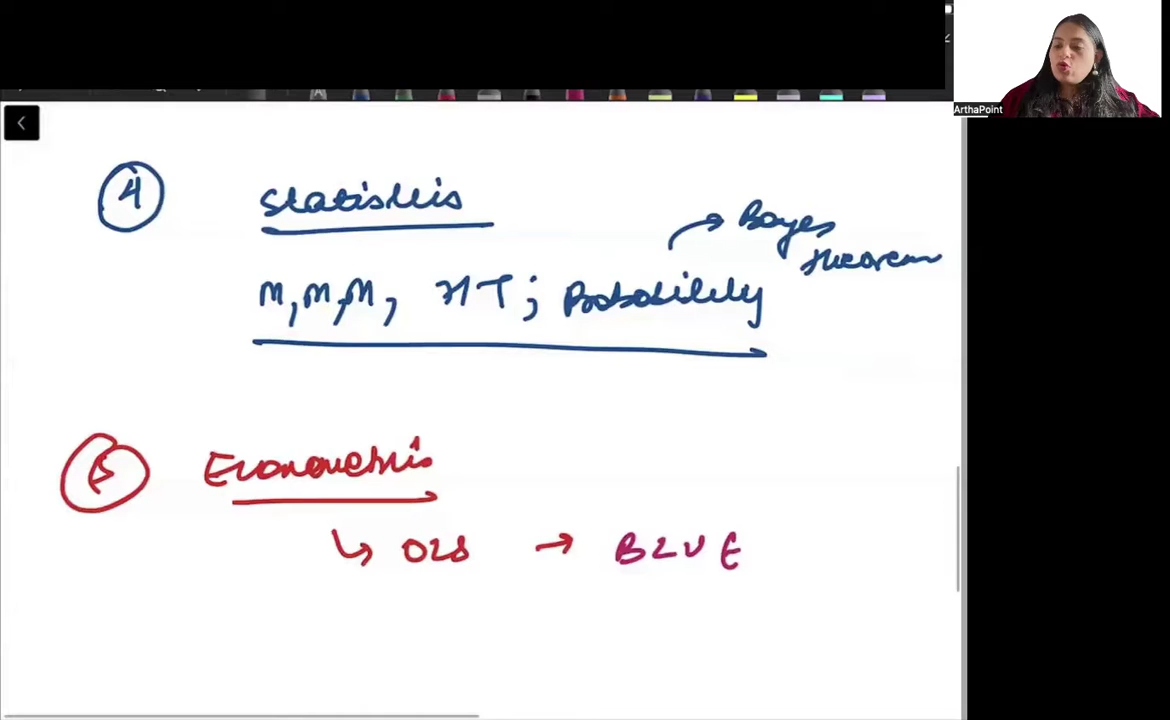 ArthaPoint
4 Statistics
Bayes
theorem
M, M, M, HT; Probability
5 Econometrics
↳ OLS → BLUE